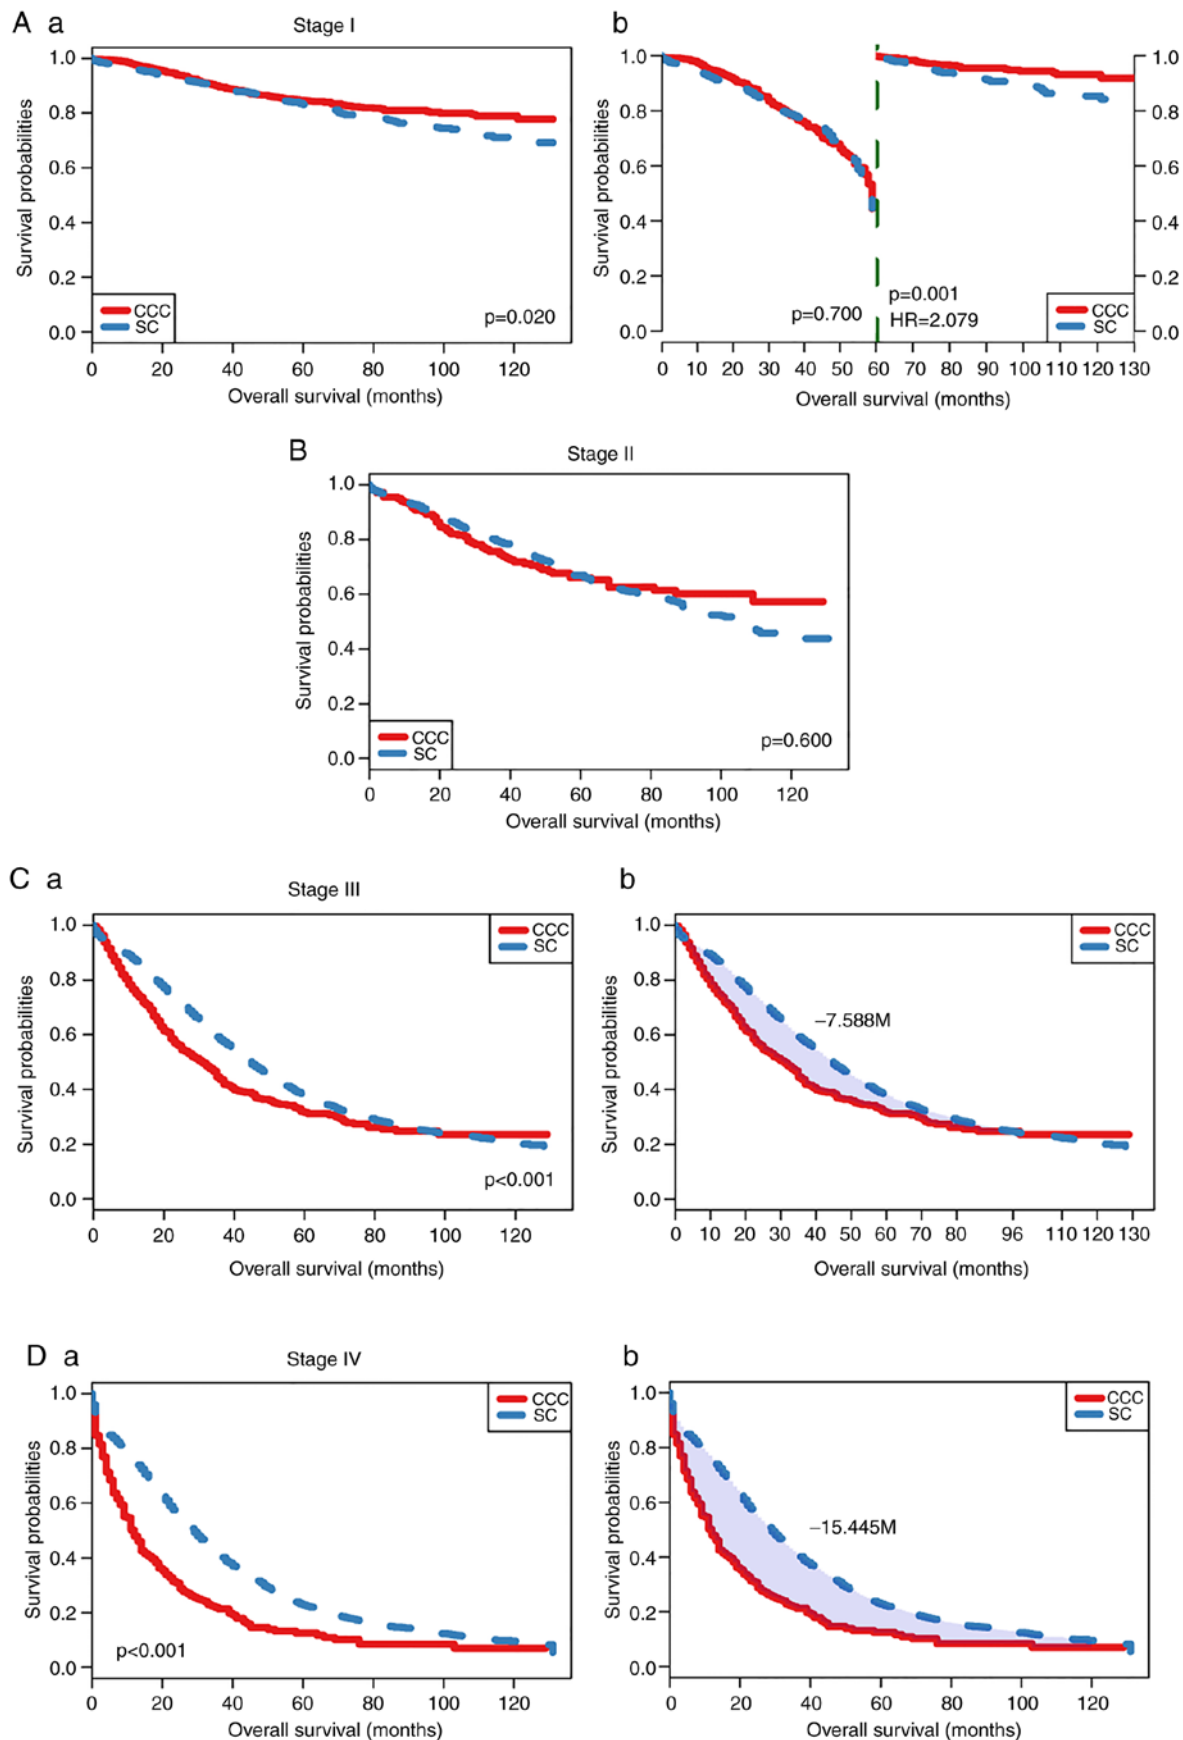 A a
Stage I
1.0
0.8
0.6
0.4
0.2
0.0
Survival probabilities
CCC
SC
p=0.020
0 20 40 60 80 100 120
Overall survival (months)
b
1.0
0.8
0.6
0.4
0.2
0.0
Survival probabilities
p=0.700
p=0.001
HR=2.079
CCC
SC
1.0
0.8
0.6
0.4
0.2
0.0
0 10 20 30 40 50 60 70 80 90 100 110 120 130
Overall survival (months)
B
Stage II
1.0
0.8
0.6
0.4
0.2
0.0
Survival probabilities
CCC
SC
p=0.600
0 20 40 60 80 100 120
Overall survival (months)
C a
Stage III
1.0
0.8
0.6
0.4
0.2
0.0
Survival probabilities
CCC
SC
p<0.001
0 20 40 60 80 100 120
Overall survival (months)
b
1.0
0.8
0.6
0.4
0.2
0.0
Survival probabilities
CCC
SC
–7.588M
0 10 20 30 40 50 60 70 80 96 110 120 130
Overall survival (months)
D a
Stage IV
1.0
0.8
0.6
0.4
0.2
0.0
Survival probabilities
CCC
SC
p<0.001
0 20 40 60 80 100 120
Overall survival (months)
b
1.0
0.8
0.6
0.4
0.2
0.0
Survival probabilities
CCC
SC
–15.445M
0 20 40 60 80 100 120
Overall survival (months)